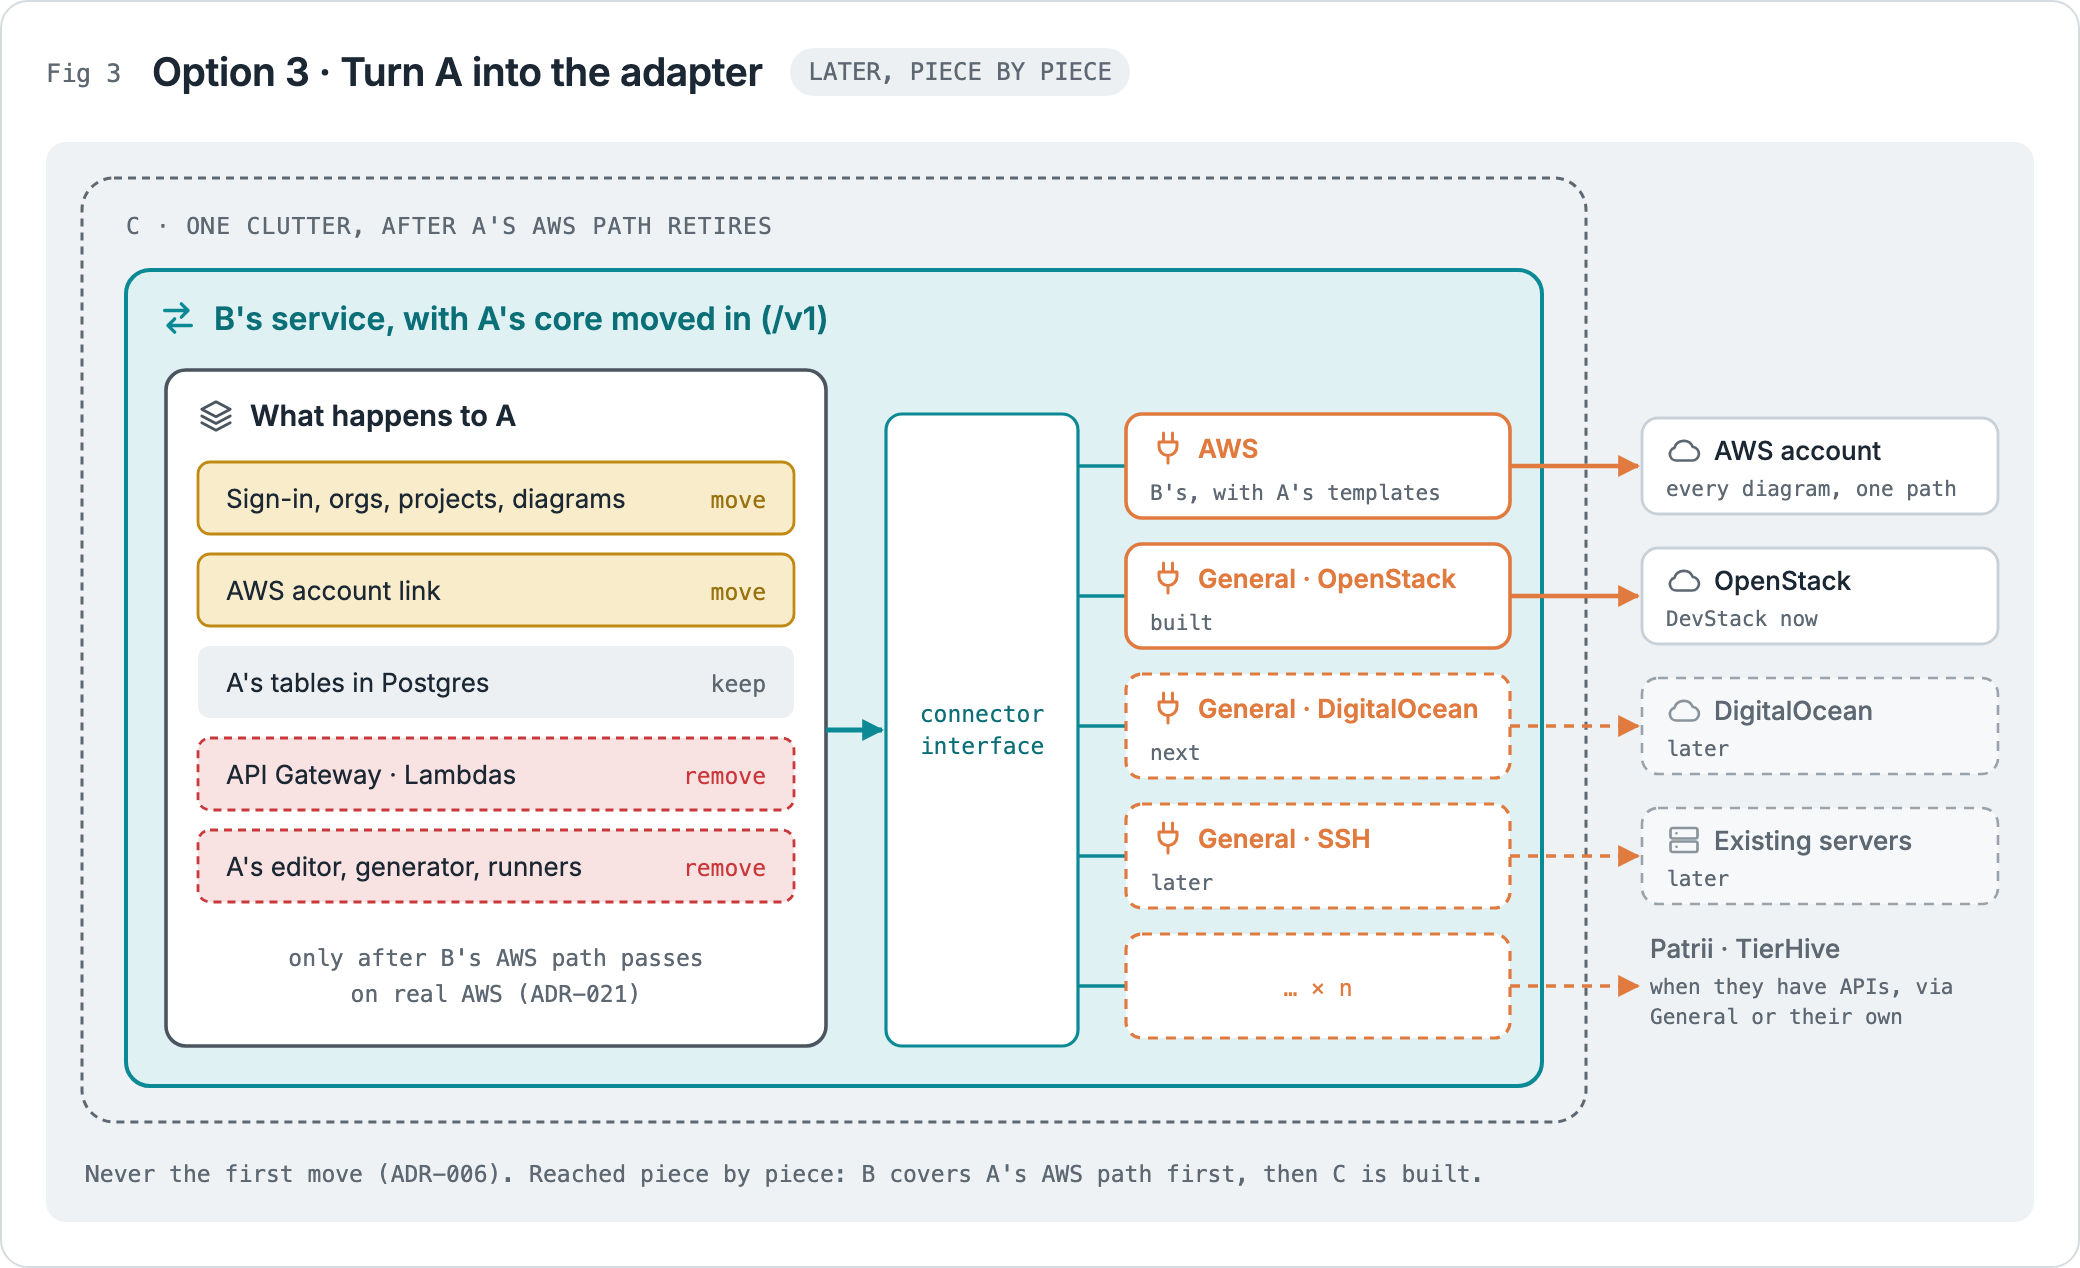 Fig 3
Option 3 · Turn A into the adapter
LATER, PIECE BY PIECE
C · ONE CLUTTER, AFTER A'S AWS PATH RETIRES
B's service, with A's core moved in (/v1)
What happens to A
Sign-in, orgs, projects, diagrams move
AWS account link move
A's tables in Postgres keep
API Gateway · Lambdas remove
A's editor, generator, runners remove
only after B's AWS path passes
on real AWS (ADR–021)
connector
interface
AWS
B's, with A's templates
General · OpenStack
built
General · DigitalOcean
next
General · SSH
later
… × n
AWS account
every diagram, one path
OpenStack
DevStack now
DigitalOcean
later
Existing servers
later
Patrii · TierHive
when they have APIs, via
General or their own
Never the first move (ADR–006). Reached piece by piece: B covers A's AWS path first, then C is built.